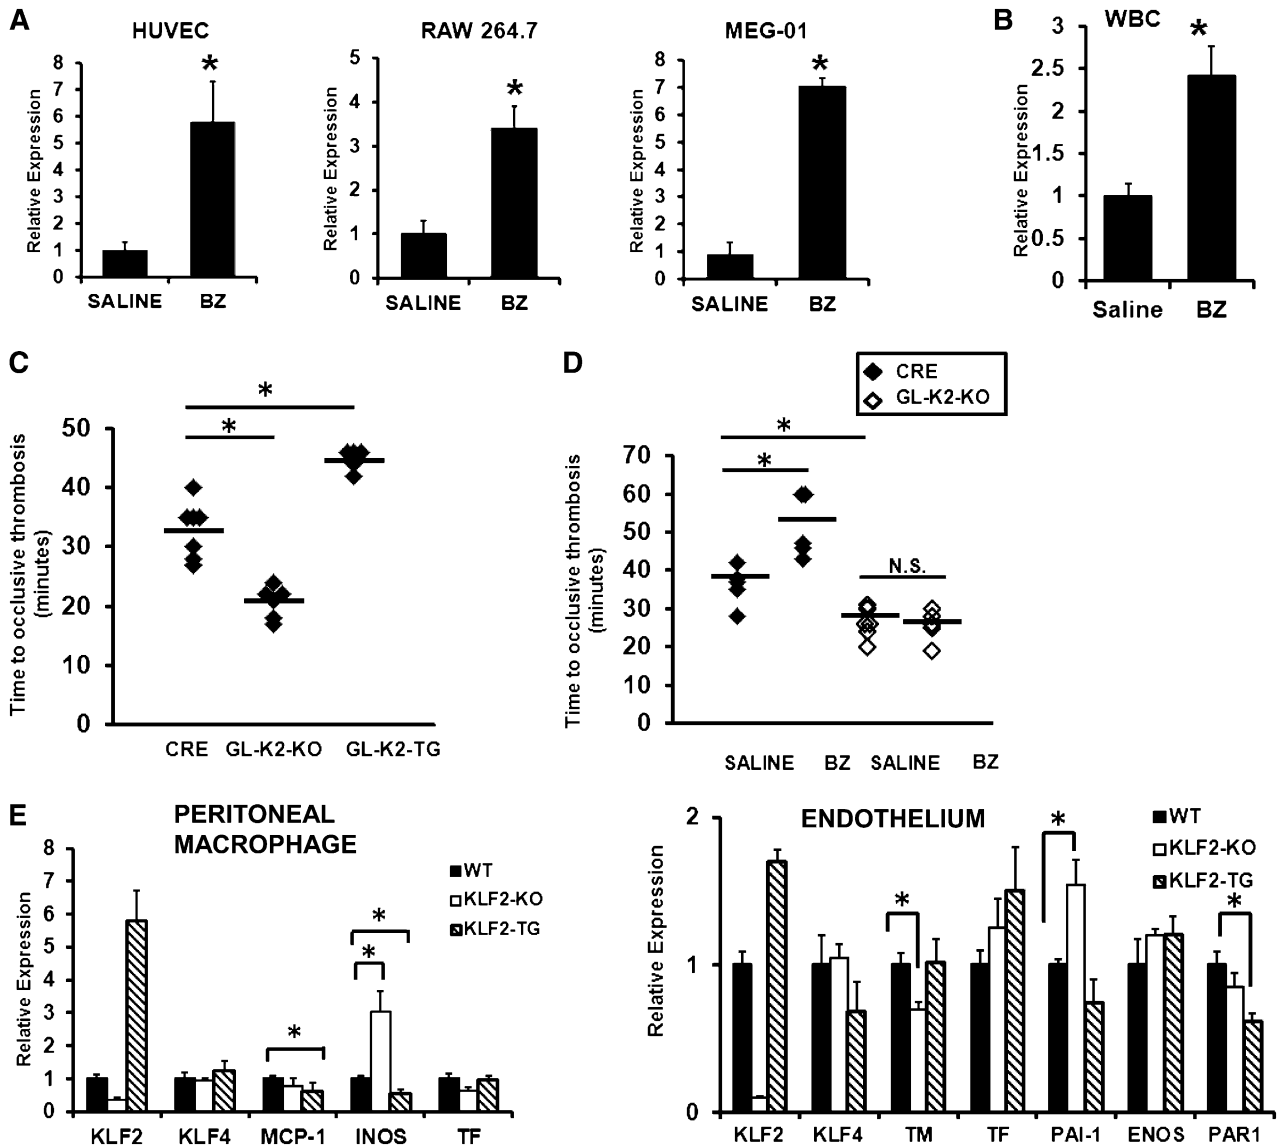 A
HUVEC
*
Relative Expression
8
7
6
5
4
3
2
1
0
SALINE BZ
RAW 264.7
*
Relative Expression
5
4
3
2
1
0
SALINE BZ
MEG-01
*
Relative Expression
8
7
6
5
4
3
2
1
0
SALINE BZ
B
WBC
*
Relative Expression
3
2.5
2
1.5
1
0.5
0
Saline BZ
C
*
*
Time to occlusive thrombosis
(minutes)
50
40
30
20
10
0
CRE GL-K2-KO GL-K2-TG
D
CRE
GL-K2-KO
*
*
N.S.
Time to occlusive thrombosis
(minutes)
70
60
50
40
30
20
10
0
SALINE BZ SALINE BZ
E
PERITONEAL
MACROPHAGE
WT
KLF2-KO
KLF2-TG
*
*
*
Relative Expression
8
7
6
5
4
3
2
1
0
KLF2 KLF4 MCP-1 INOS TF
ENDOTHELIUM
WT
KLF2-KO
KLF2-TG
*
*
*
Relative Expression
2
1
0
KLF2 KLF4 TM TF PAI-1 ENOS PAR1